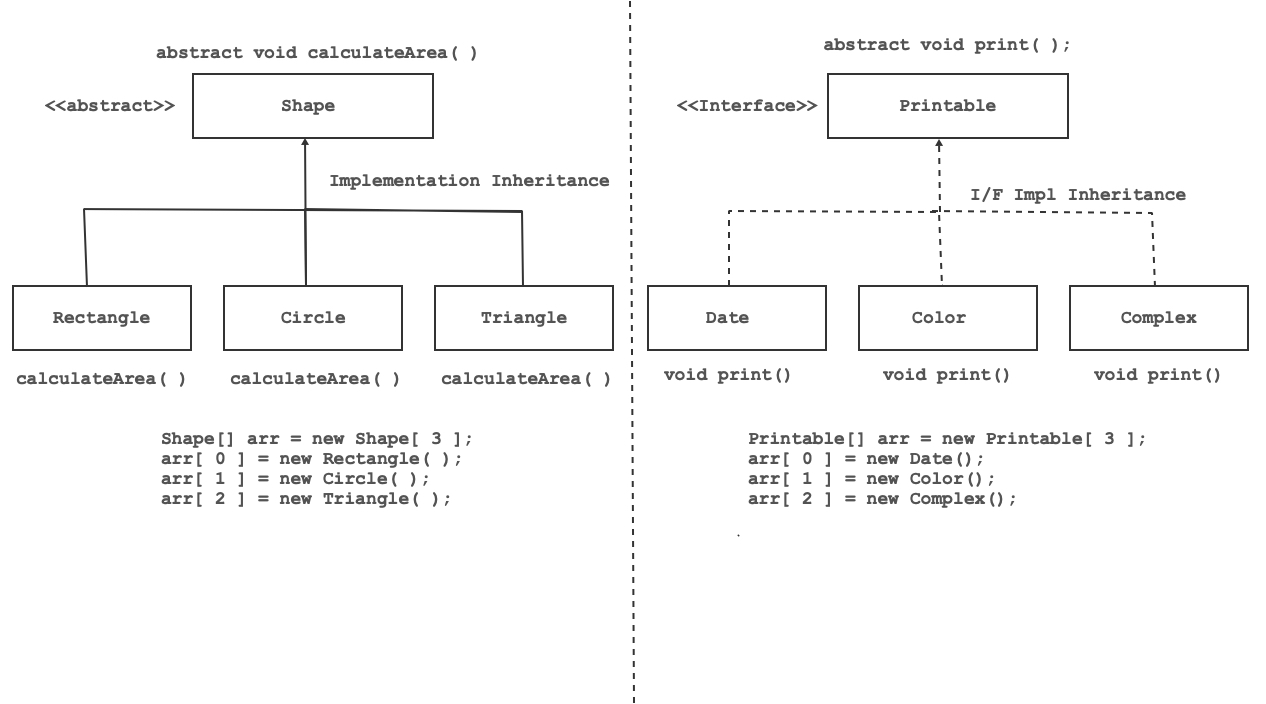 abstract void calculateArea( )
<<abstract>>
Shape
Implementation Inheritance
Rectangle
Circle
Triangle
calculateArea( )
calculateArea( )
calculateArea( )
Shape[] arr = new Shape[ 3 ];
arr[ 0 ] = new Rectangle( );
arr[ 1 ] = new Circle( );
arr[ 2 ] = new Triangle( );
abstract void print( );
<<Interface>>
Printable
I/F Impl Inheritance
Date
Color
Complex
void print()
void print()
void print()
Printable[] arr = new Printable[ 3 ];
arr[ 0 ] = new Date();
arr[ 1 ] = new Color();
arr[ 2 ] = new Complex();